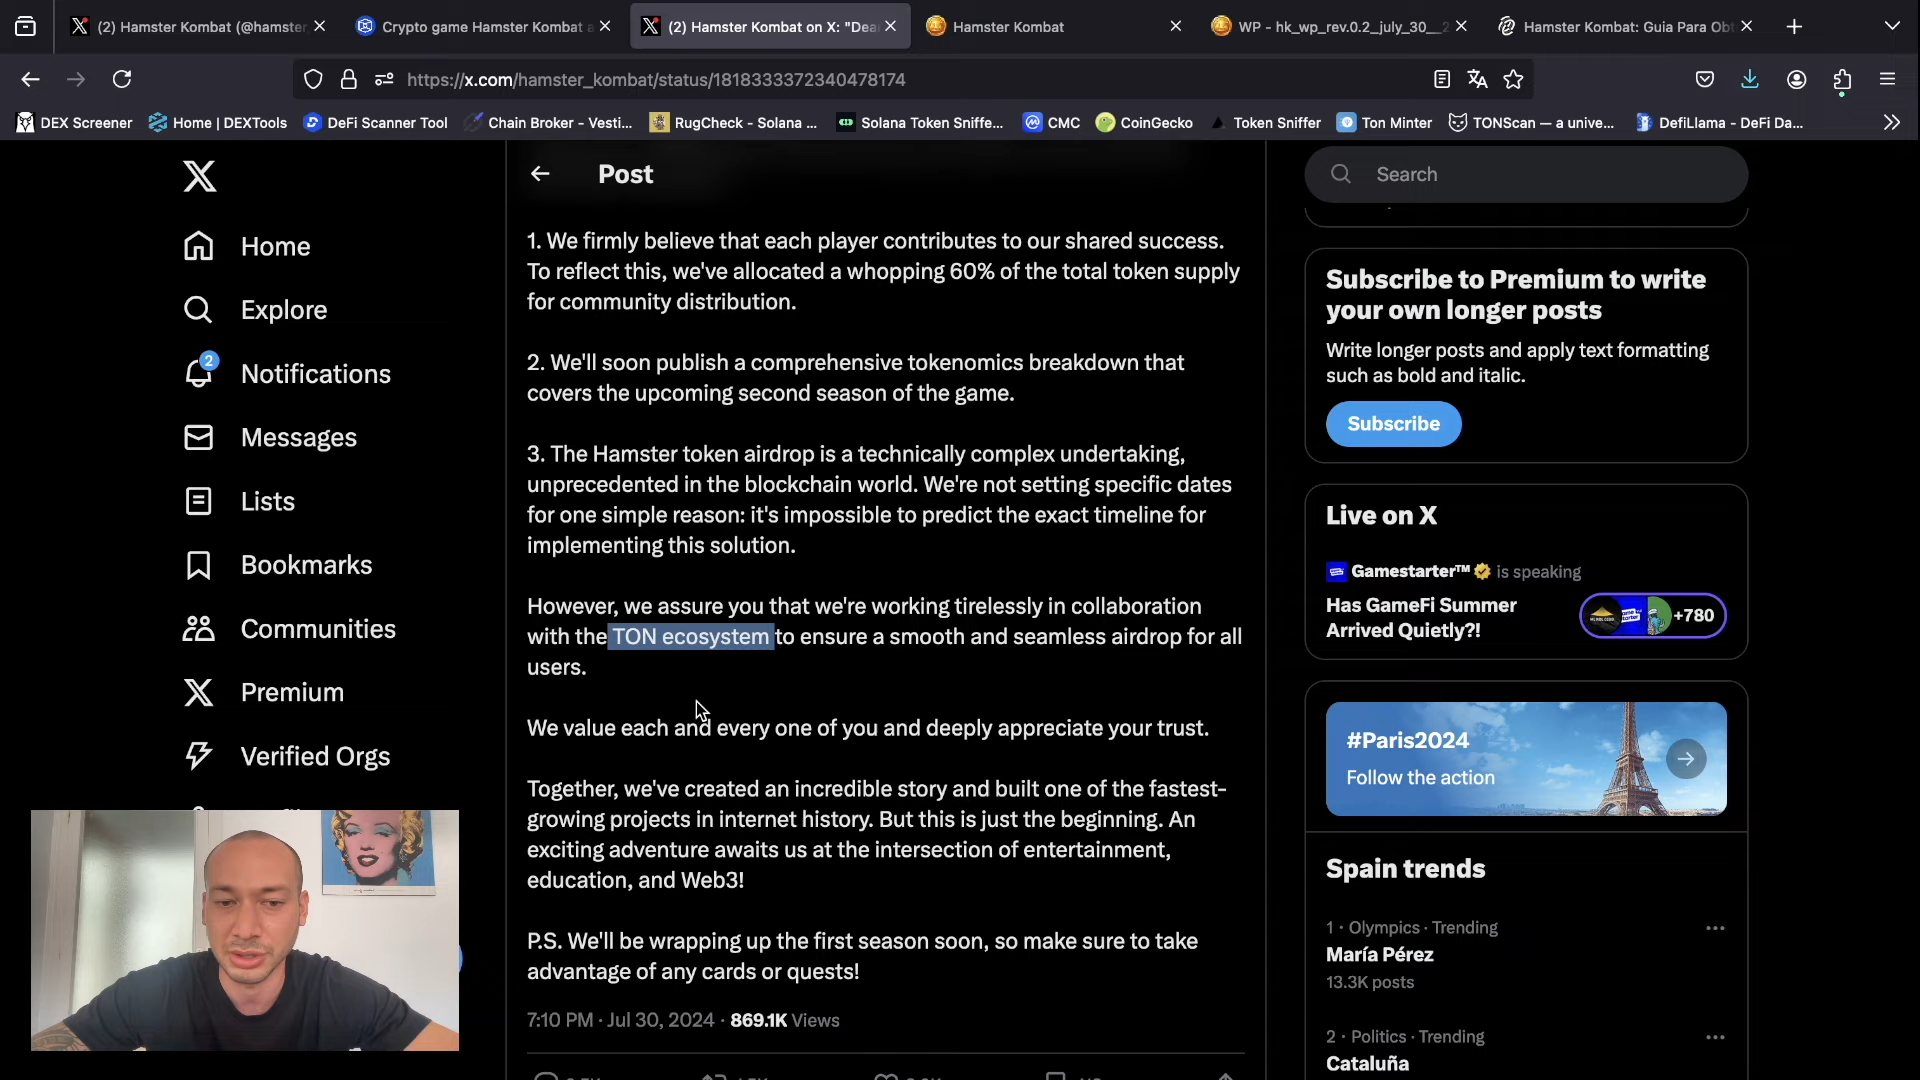 (2) Hamster Kombat (@hamster
Crypto game Hamster Kombat a
(2) Hamster Kombat on X: "Dea
Hamster Kombat
WP - hk_wp_rev.0.2_july_30__2
Hamster Kombat: Guia Para Obt
https://x.com/hamster_kombat/status/1818333372340478174
DEX Screener
Home | DEXTools
DeFi Scanner Tool
Chain Broker - Vesti...
RugCheck - Solana ...
Solana Token Sniffe...
CMC
CoinGecko
Token Sniffer
Ton Minter
TONScan — a unive...
DefiLlama - DeFi Da...
Home
Explore
2
Notifications
Messages
Lists
Bookmarks
Communities
Premium
Verified Orgs
Post
1. We firmly believe that each player contributes to our shared success.
To reflect this, we've allocated a whopping 60% of the total token supply
for community distribution.
2. We'll soon publish a comprehensive tokenomics breakdown that
covers the upcoming second season of the game.
3. The Hamster token airdrop is a technically complex undertaking,
unprecedented in the blockchain world. We're not setting specific dates
for one simple reason: it's impossible to predict the exact timeline for
implementing this solution.
However, we assure you that we're working tirelessly in collaboration
with the TON ecosystem to ensure a smooth and seamless airdrop for all
users.
We value each and every one of you and deeply appreciate your trust.
Together, we've created an incredible story and built one of the fastest-
growing projects in internet history. But this is just the beginning. An
exciting adventure awaits us at the intersection of entertainment,
education, and Web3!
P.S. We'll be wrapping up the first season soon, so make sure to take
advantage of any cards or quests!
7:10 PM · Jul 30, 2024 · 869.1K Views
Search
Subscribe to Premium to write
your own longer posts
Write longer posts and apply text formatting
such as bold and italic.
Subscribe
Live on X
Gamestarter™ is speaking
Has GameFi Summer
Arrived Quietly?!
+780
#Paris2024
Follow the action
Spain trends
1 · Olympics · Trending
María Pérez
13.3K posts
2 · Politics · Trending
Cataluña